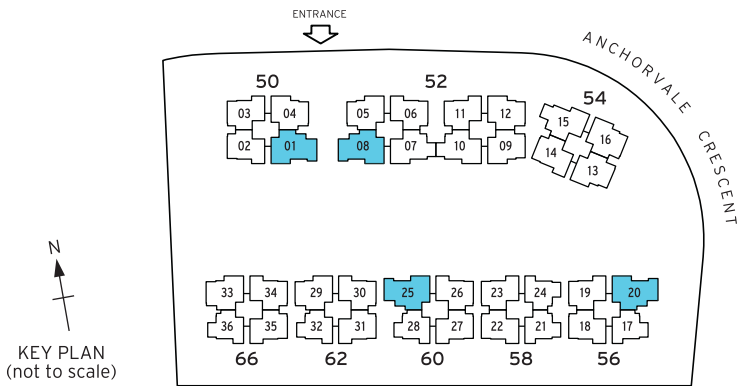 ENTRANCE
ANCHORVALE CRESCENT
50
52
54
03 04 05 06 11 12 15 16
02 01 08 07 10 09 14 13
N
33 34 29 30 25 26 23 24 19 20
36 35 32 31 28 27 22 21 18 17
66 62 60 58 56
KEY PLAN
(not to scale)